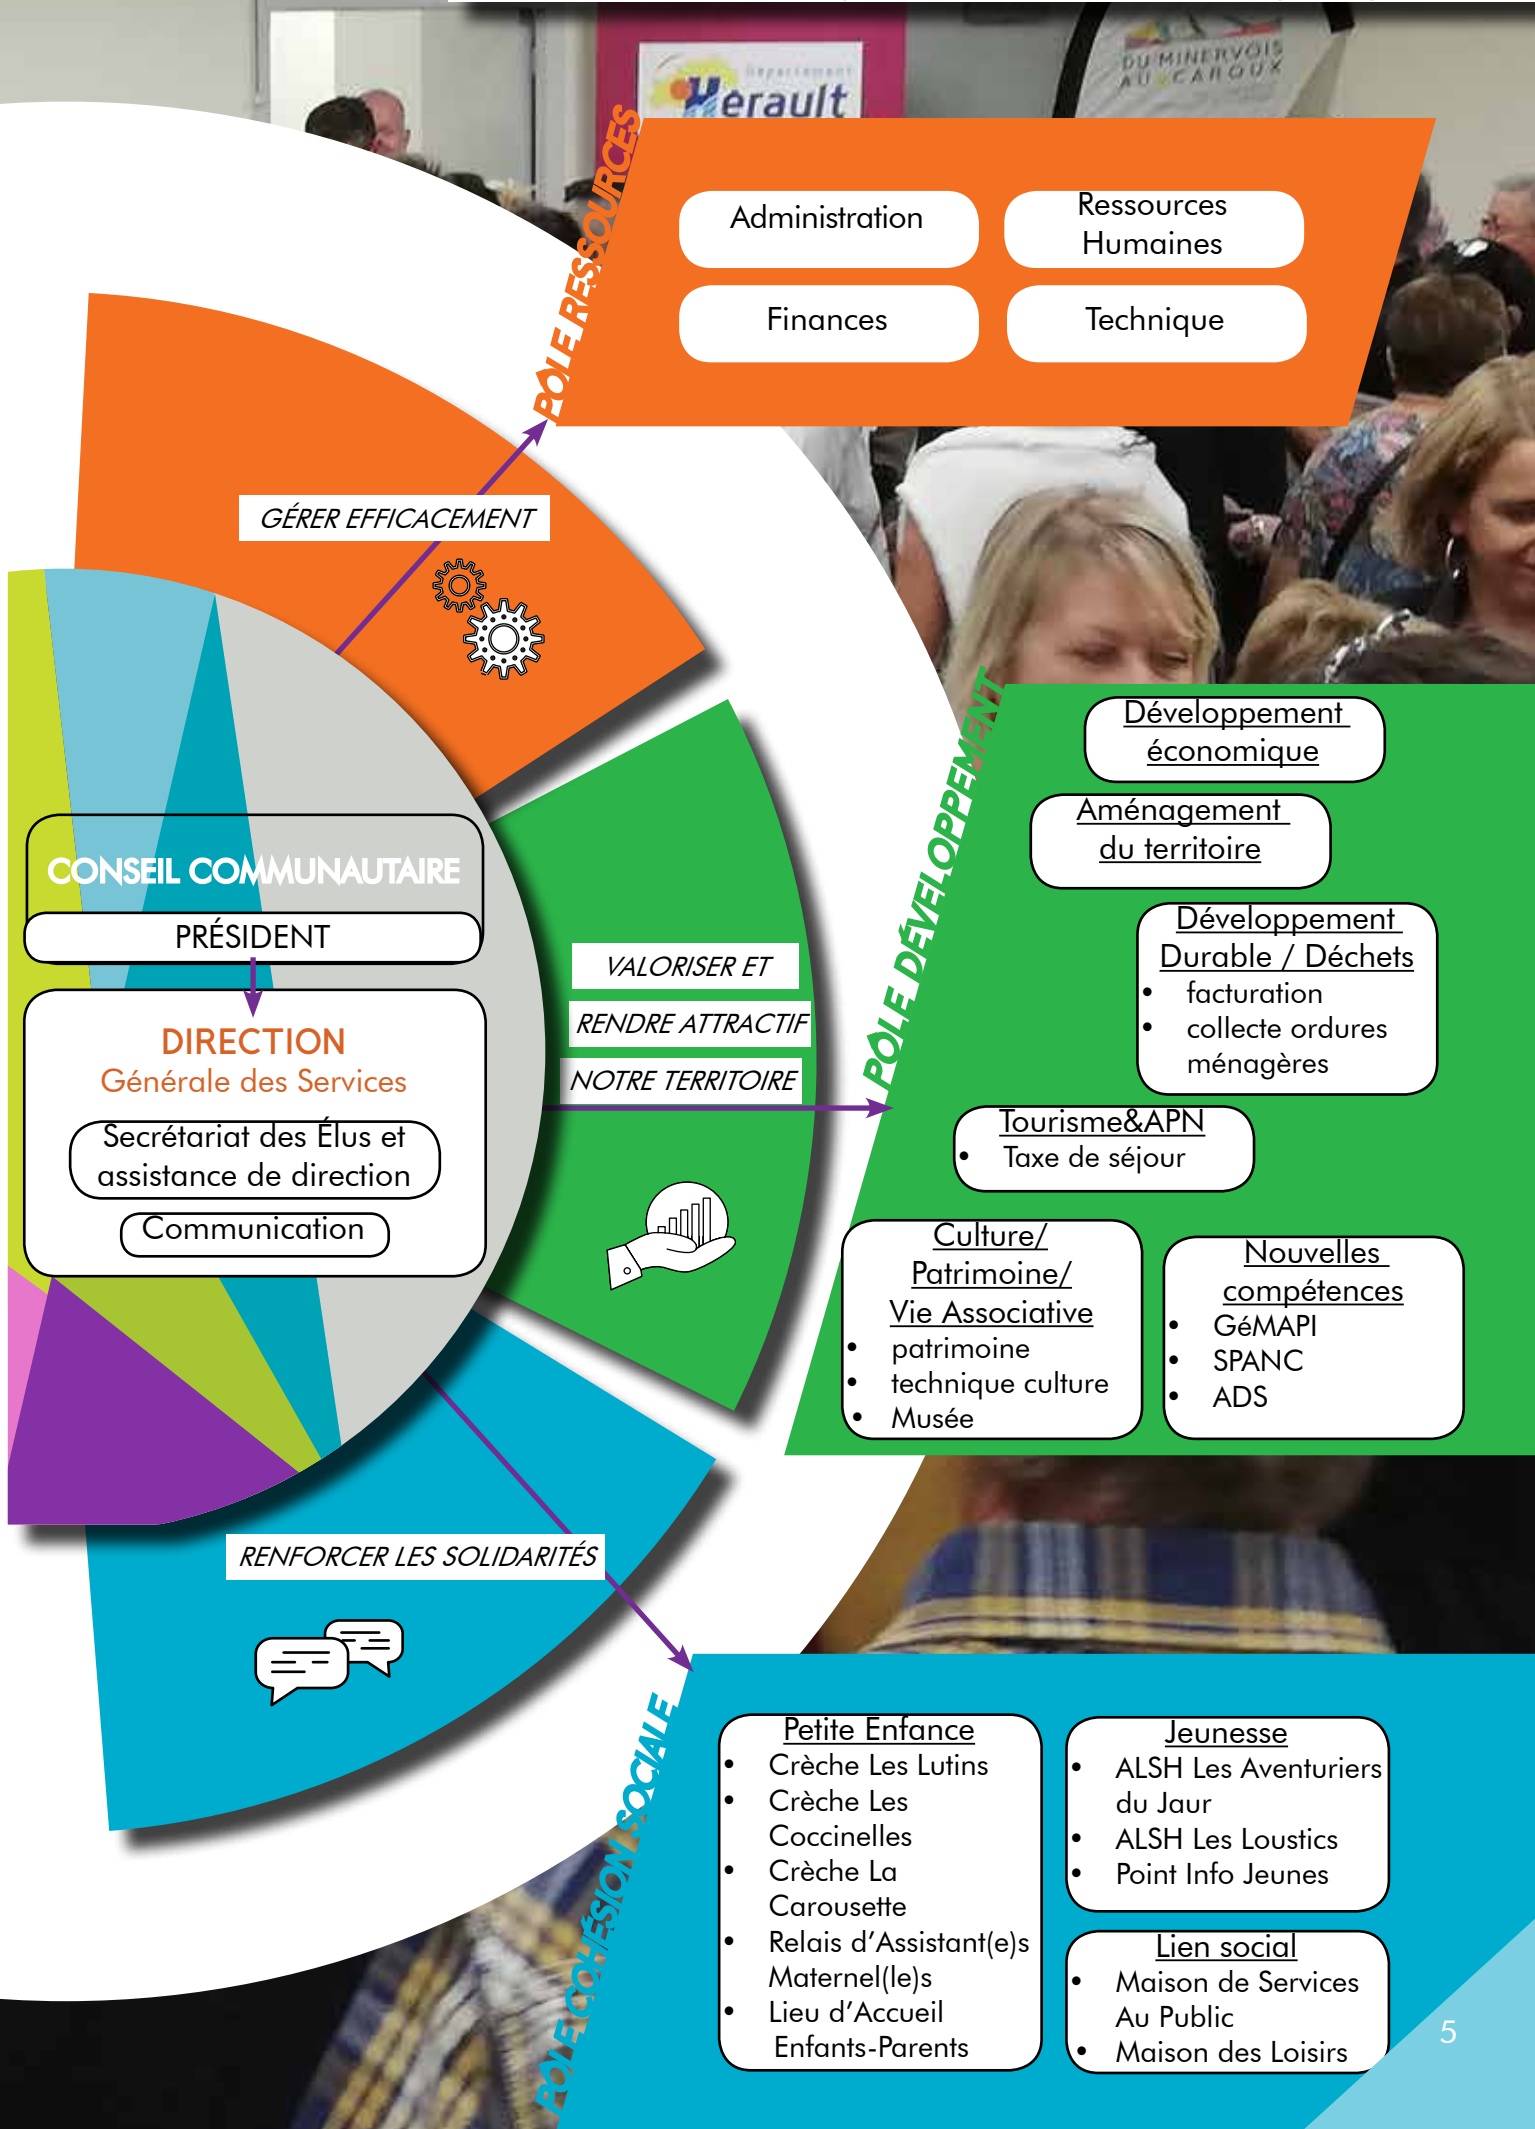 Département
Hérault
DU MINERVOIS
AU CAROUX
PÔLE RESSOURCES
Administration
Ressources
Humaines
Finances
Technique
GÉRER EFFICACEMENT
CONSEIL COMMUNAUTAIRE
PRÉSIDENT
DIRECTION
Générale des Services
Secrétariat des Élus et
assistance de direction
Communication
VALORISER ET
RENDRE ATTRACTIF
NOTRE TERRITOIRE
PÔLE DÉVELOPPEMENT
Développement
économique
Aménagement
du territoire
Développement
Durable / Déchets
• facturation
• collecte ordures
ménagères
Tourisme&APN
• Taxe de séjour
Culture/
Patrimoine/
Vie Associative
• patrimoine
• technique culture
• Musée
Nouvelles
compétences
• GéMAPI
• SPANC
• ADS
RENFORCER LES SOLIDARITÉS
PÔLE COHÉSION SOCIALE
Petite Enfance
• Crèche Les Lutins
• Crèche Les
Coccinelles
• Crèche La
Carousette
• Relais d’Assistant(e)s
Maternel(le)s
• Lieu d’Accueil
Enfants-Parents
Jeunesse
• ALSH Les Aventuriers
du Jaur
• ALSH Les Loustics
• Point Info Jeunes
Lien social
• Maison de Services
Au Public
• Maison des Loisirs
5